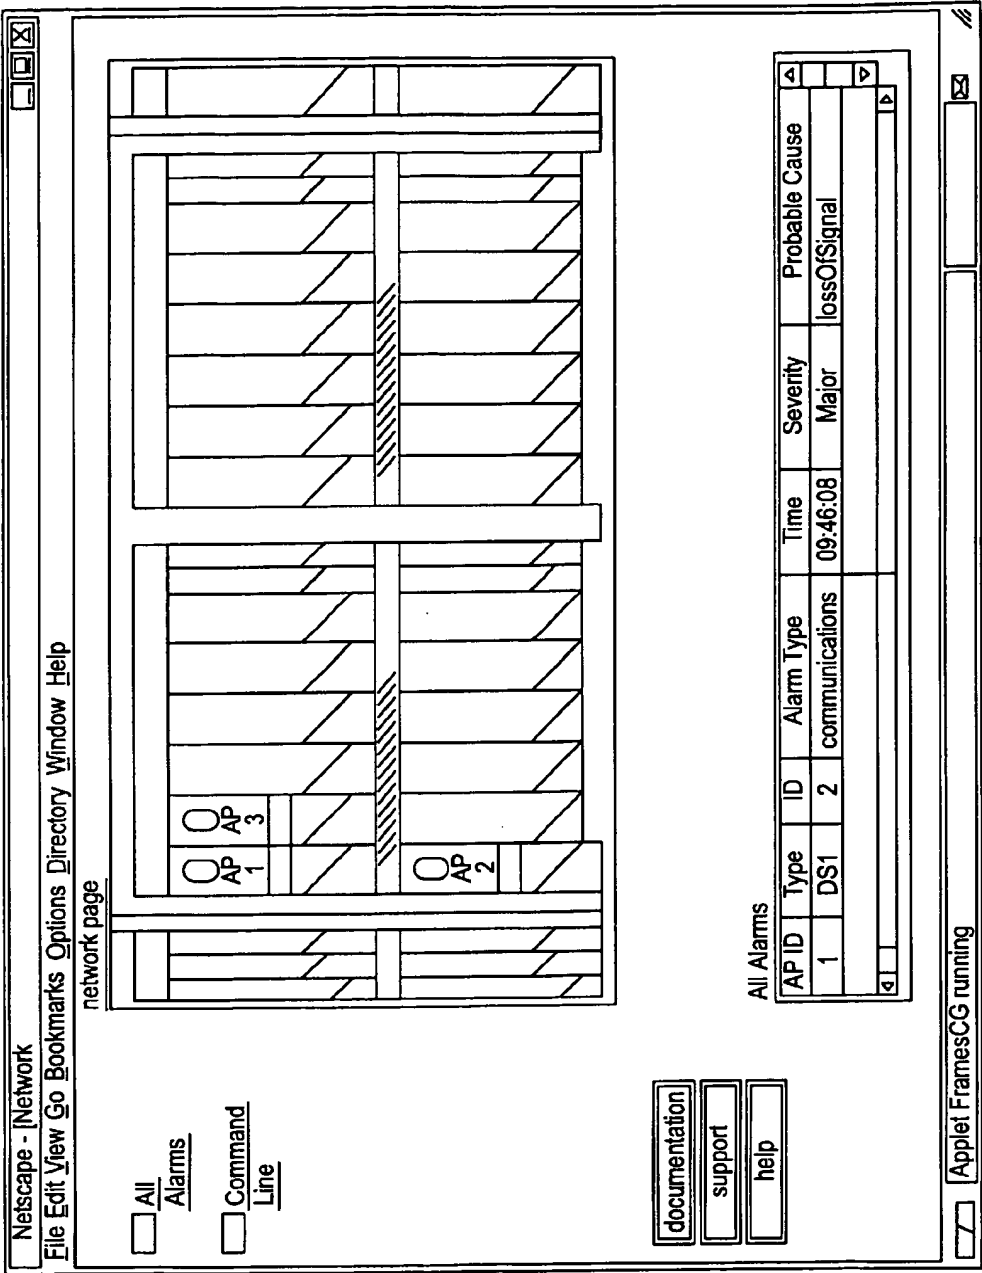 Netscape - [Network
File Edit View Go Bookmarks Options Directory Window Help
network page
All
Alarms
Command
Line
AP
1
AP
3
AP
2
documentation
support
help
All Alarms
AP ID Type ID Alarm Type Time Severity Probable Cause
1 DS1 2 communications 09:46:08 Major lossOfSignal
Applet FramesCG running